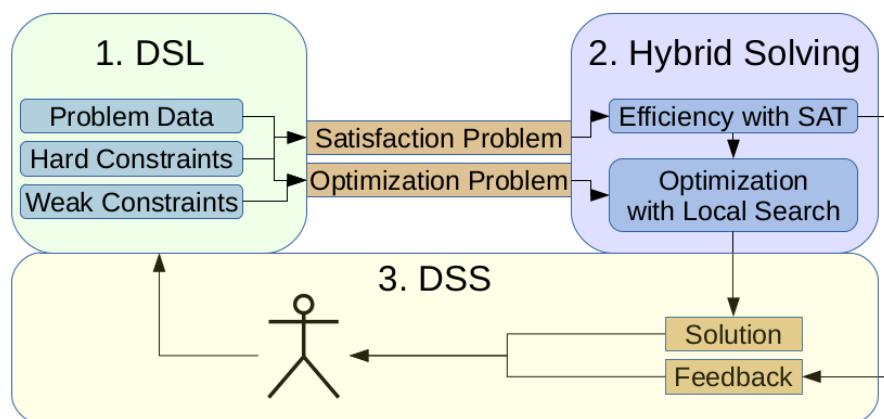 1. DSL
Problem Data
Hard Constraints
Weak Constraints
Satisfaction Problem
Optimization Problem
2. Hybrid Solving
Efficiency with SAT
Optimization
with Local Search
3. DSS
Solution
Feedback